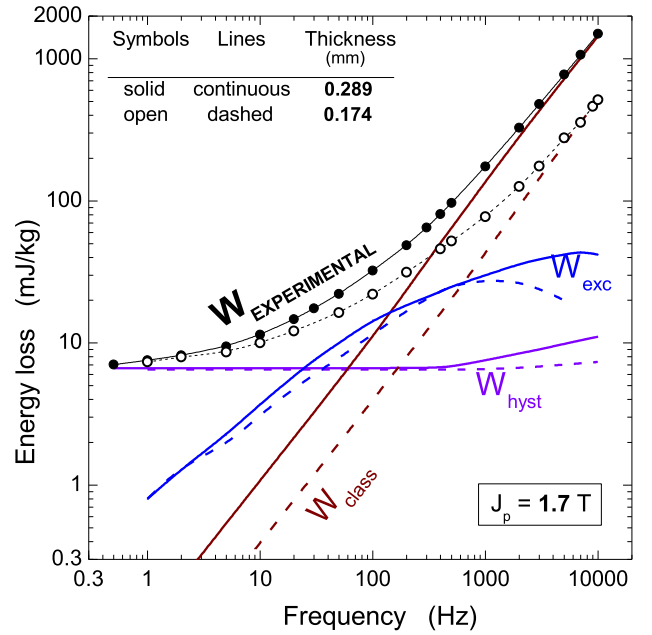 2000
1000
100
10
1
0.3
Energy loss (mJ/kg)
Symbols Lines Thickness
(mm)
solid continuous 0.289
open dashed 0.174
W EXPERIMENTAL
W exc
W hyst
W class
J p = 1.7 T
0.3 1 10 100 1000 10000
Frequency (Hz)